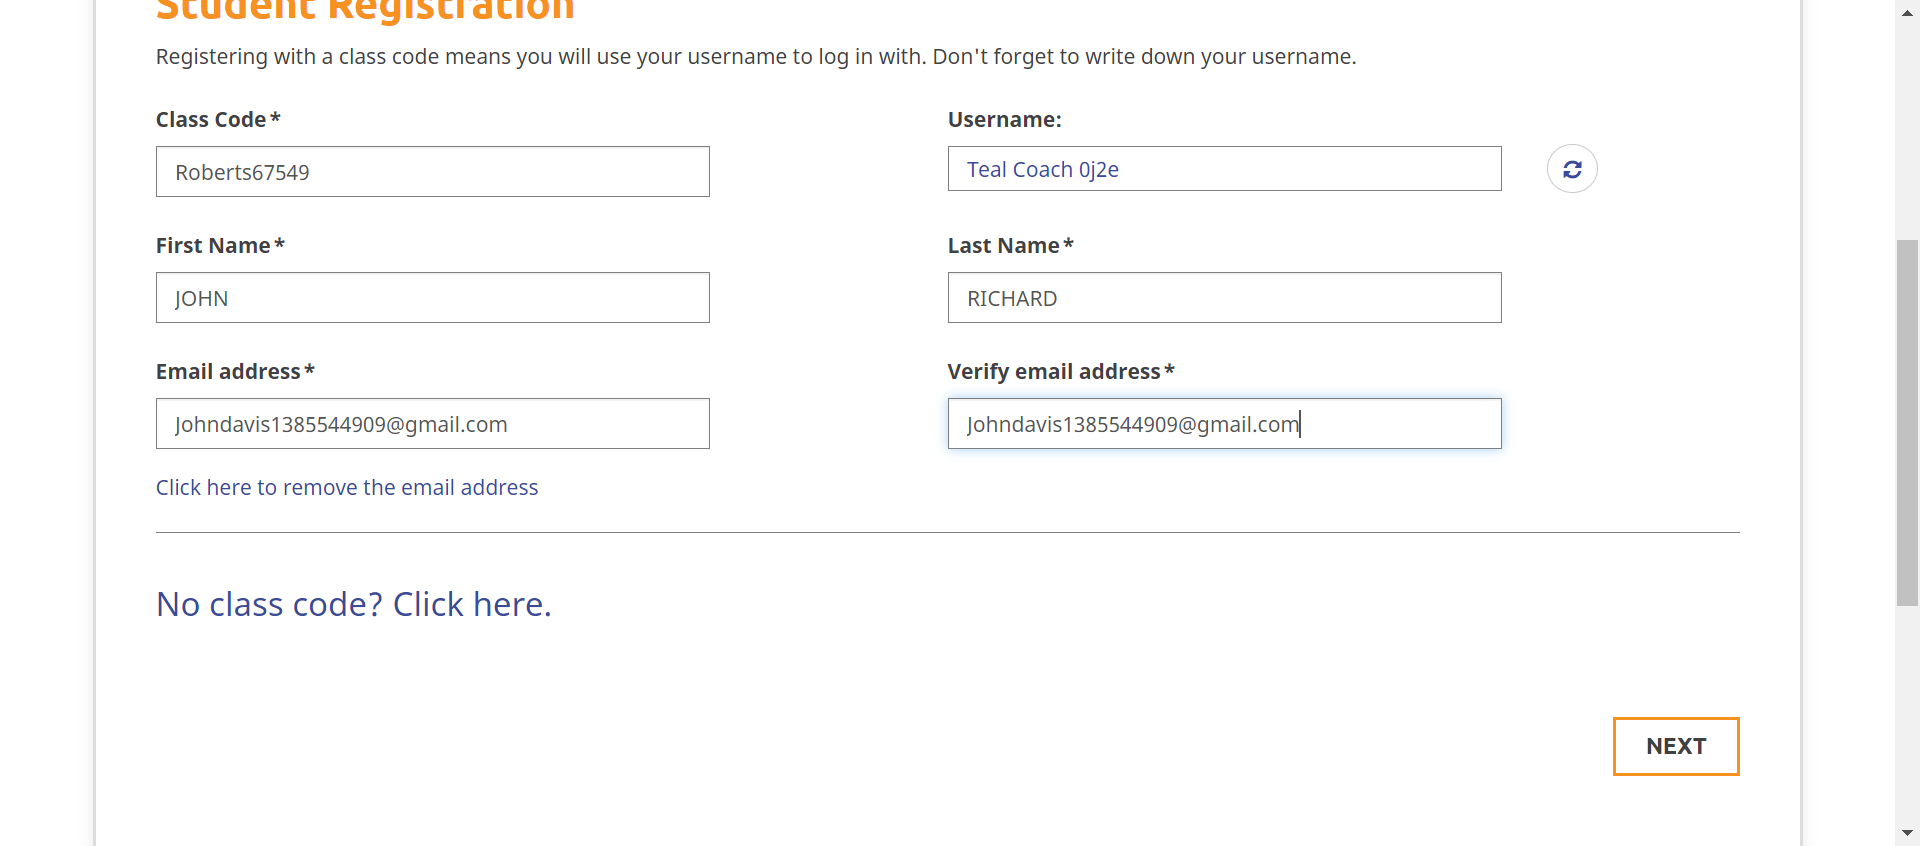 Student Registration
Registering with a class code means you will use your username to log in with. Don't forget to write down your username.
Class Code*
Username:
Roberts67549
Teal Coach 0j2e
First Name*
Last Name*
JOHN
RICHARD
Email address*
Verify email address*
Johndavis1385544909@gmail.com
Johndavis1385544909@gmail.com
Click here to remove the email address
No class code? Click here.
NEXT